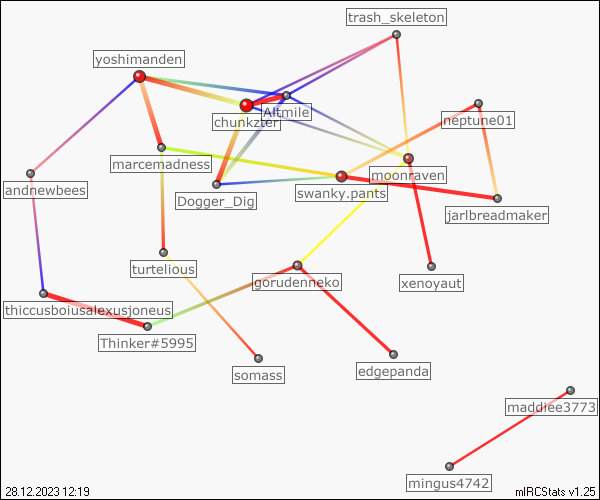 trash_skeleton
yoshimanden
Altmile
chunkzter
neptune01
marcemadness
moonraven
andnewbees
Dogger_Dig
swanky.pants
jarlbreadmaker
turtelious
gorudenneko
xenoyaut
thiccusboiusalexusjoneus
Thinker#5995
somass
edgepanda
maddiee3773
mingus4742
28.12.2023 12:19
mIRCStats v1.25